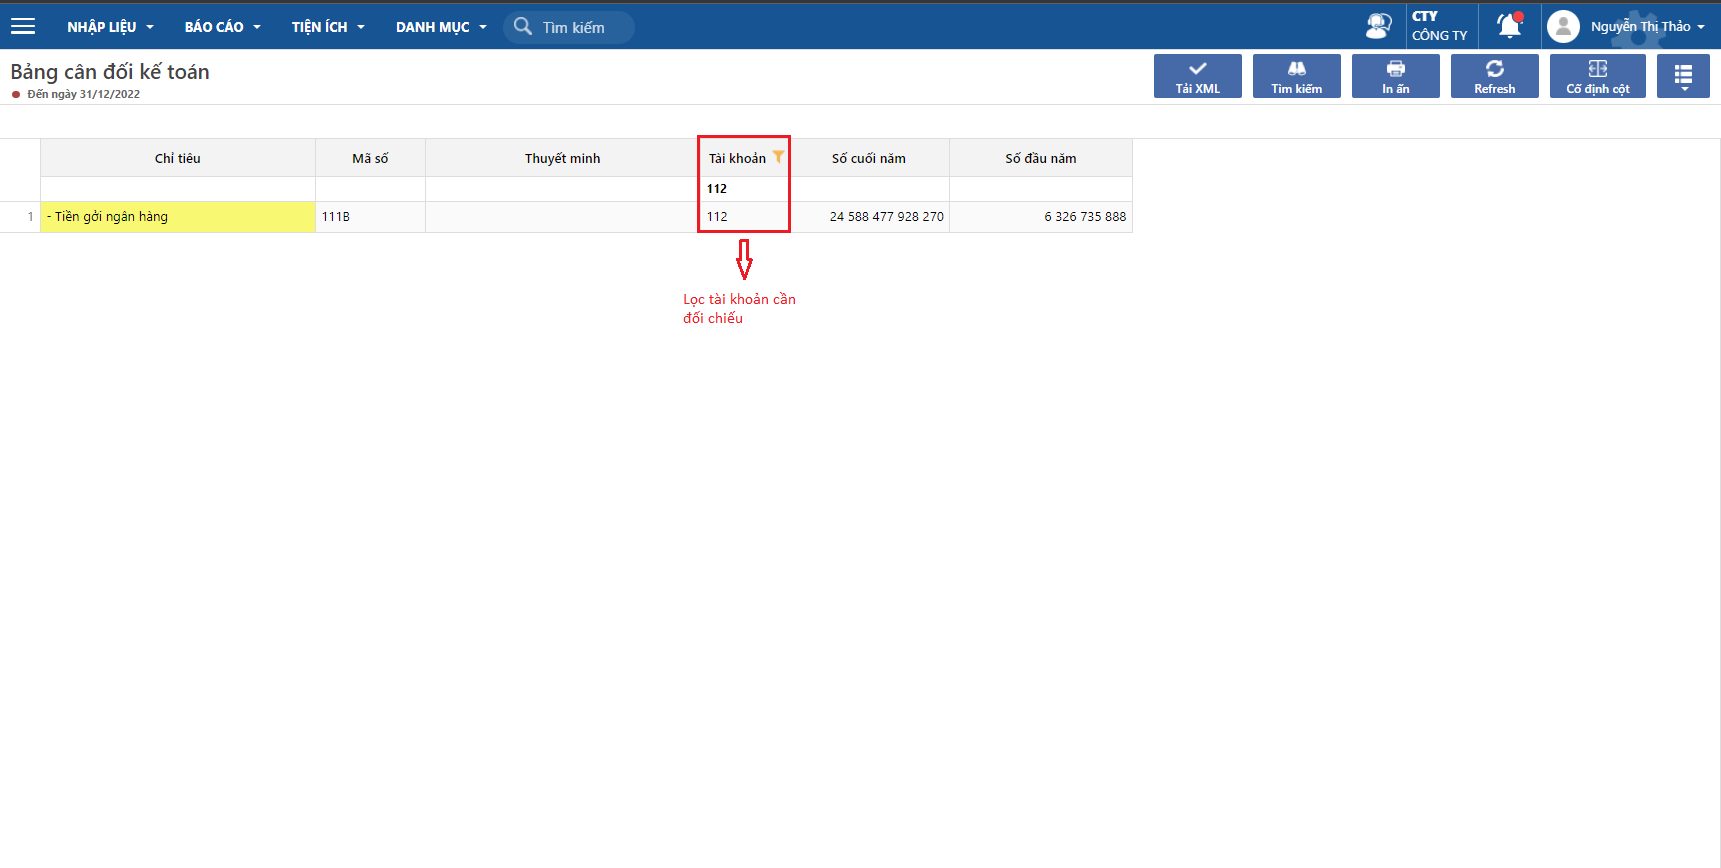 NHẬP LIỆU BÁO CÁO TIỆN ÍCH DANH MỤC Tìm kiếm CTY CÔNG TY Nguyễn Thị Thảo
Bảng cân đối kế toán
Đến ngày 31/12/2022
Tải XML Tìm kiếm In ấn Refresh Cố định cột
Chỉ tiêu Mã số Thuyết minh Tài khoản Số cuối năm Số đầu năm
112
1 - Tiền gởi ngân hàng 111B 112 24 588 477 928 270 6 326 735 888
Lọc tài khoản cần
đối chiếu